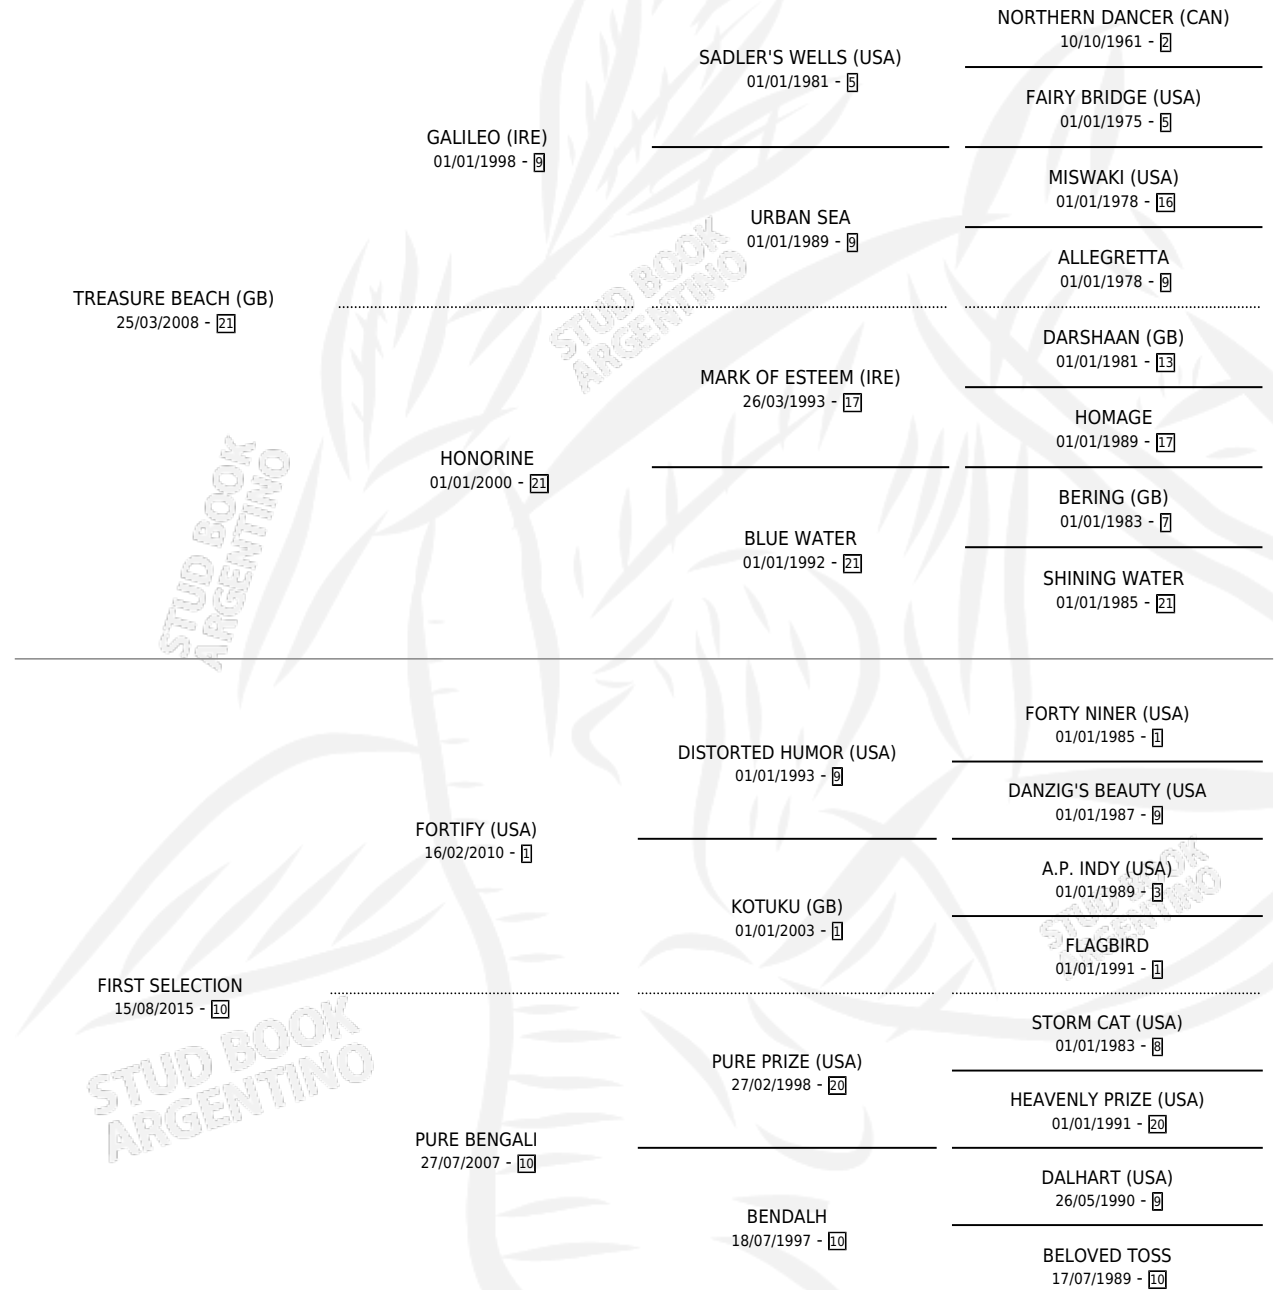 NORTHERN DANCER (CAN)
10/10/1961 - 2
SADLER'S WELLS (USA)
01/01/1981 - 5
FAIRY BRIDGE (USA)
01/01/1975 - 5
GALILEO (IRE)
01/01/1998 - 9
MISWAKI (USA)
01/01/1978 - 16
URBAN SEA
01/01/1989 - 9
ALLEGRETTA
01/01/1978 - 9
TREASURE BEACH (GB)
25/03/2008 - 21
STUD BOOK
ARGENTINO
DARSHAAN (GB)
01/01/1981 - 13
MARK OF ESTEEM (IRE)
26/03/1993 - 17
HOMAGE
01/01/1989 - 17
HONORINE
01/01/2000 - 21
BERING (GB)
01/01/1983 - 7
BLUE WATER
01/01/1992 - 21
SHINING WATER
01/01/1985 - 21
STUD BOOK
ARGENTINO
FORTY NINER (USA)
01/01/1985 - 1
DISTORTED HUMOR (USA)
01/01/1993 - 9
DANZIG'S BEAUTY (USA
01/01/1987 - 9
FORTIFY (USA)
16/02/2010 - 1
A.P. INDY (USA)
01/01/1989 - 3
KOTUKU (GB)
01/01/2003 - 1
STUD BOOK
ARGENTINO
FLAGBIRD
01/01/1991 - 1
FIRST SELECTION
15/08/2015 - 10
STUD BOOK
ARGENTINO
STORM CAT (USA)
01/01/1983 - 8
PURE PRIZE (USA)
27/02/1998 - 20
HEAVENLY PRIZE (USA)
01/01/1991 - 20
PURE BENGALI
27/07/2007 - 10
DALHART (USA)
26/05/1990 - 9
BENDALH
18/07/1997 - 10
BELOVED TOSS
17/07/1989 - 10